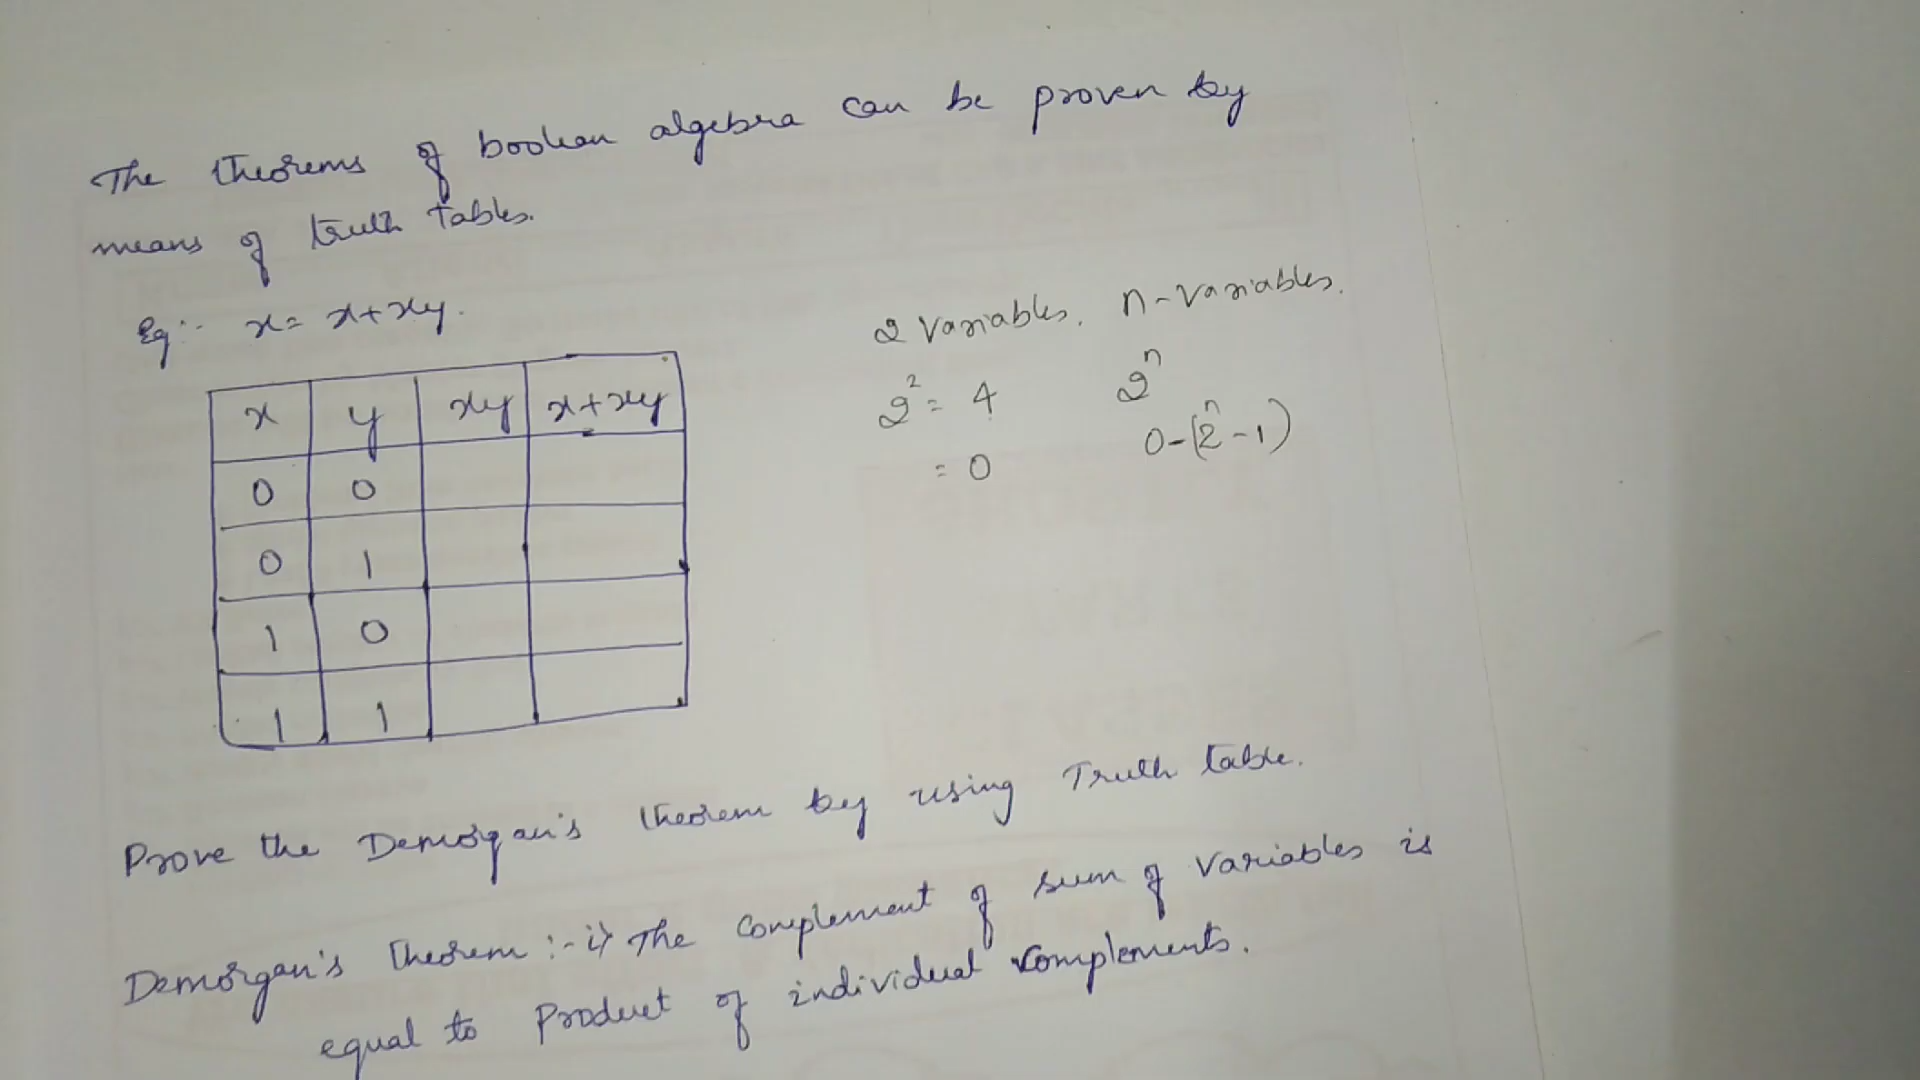 The theorems of boolean algebra can be proven by
means of truth tables.
Eg:- x = x+xy.
x y xy x+xy
0 0
0 1
1 0
1 1
2 variables. n-variables.
2² = 4 2ⁿ
= 0 0-(2ⁿ-1)
Prove the Demorgan's theorem by using Truth table.
Demorgan's theorem :- i) The complement of sum of variables is
equal to product of individual complements.